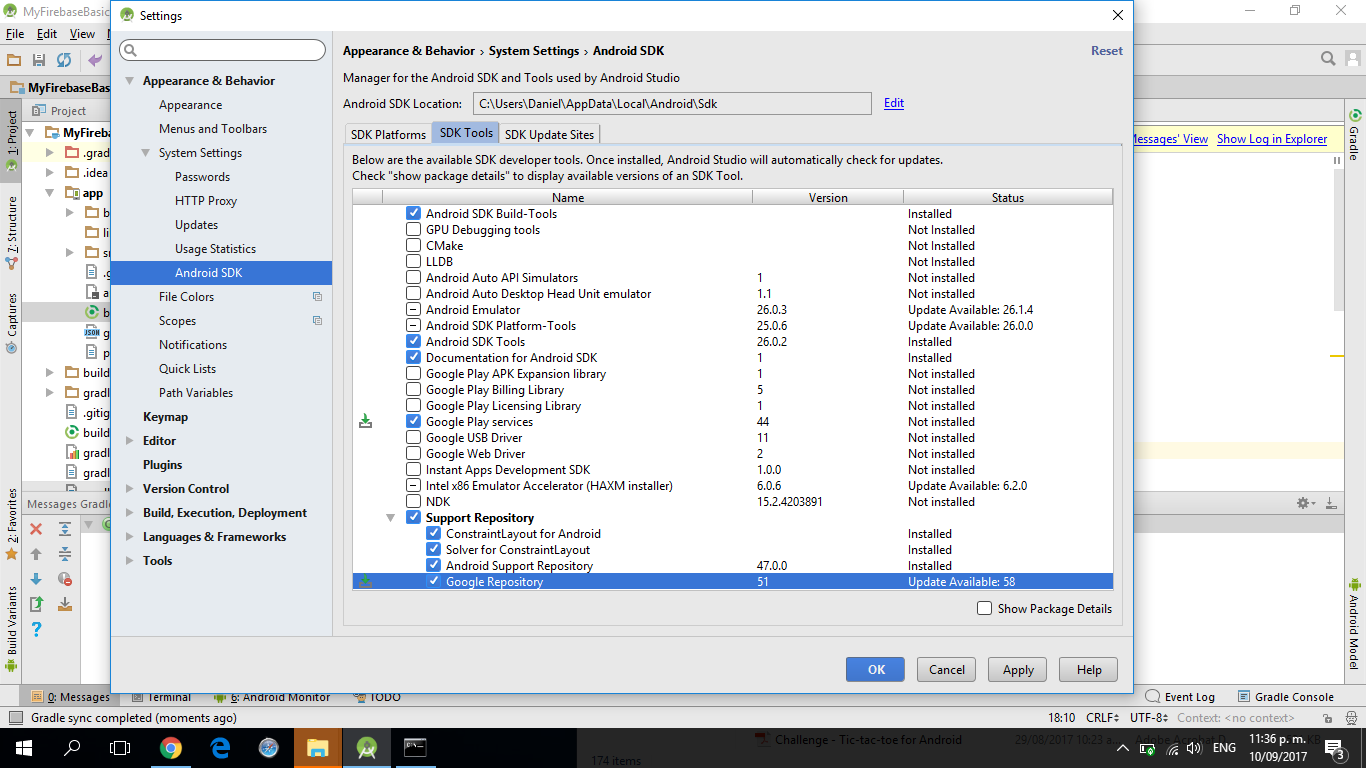 MyFirebaseBasic
Settings
File Edit View
Appearance & Behavior › System Settings › Android SDK Reset
Manager for the Android SDK and Tools used by Android Studio
Android SDK Location: C:\Users\Daniel\AppData\Local\Android\Sdk Edit
SDK Platforms SDK Tools SDK Update Sites
Below are the available SDK developer tools. Once installed, Android Studio will automatically check for updates.
Check "show package details" to display available versions of an SDK Tool.
Name Version Status
Android SDK Build-Tools Installed
GPU Debugging tools Not Installed
CMake Not Installed
LLDB Not Installed
Android Auto API Simulators 1 Not installed
Android Auto Desktop Head Unit emulator 1.1 Not installed
Android Emulator 26.0.3 Update Available: 26.1.4
Android SDK Platform-Tools 25.0.6 Update Available: 26.0.0
Android SDK Tools 26.0.2 Installed
Documentation for Android SDK 1 Installed
Google Play APK Expansion library 1 Not installed
Google Play Billing Library 5 Not installed
Google Play Licensing Library 1 Not installed
Google Play services 44 Not installed
Google USB Driver 11 Not installed
Google Web Driver 2 Not installed
Instant Apps Development SDK 1.0.0 Not installed
Intel x86 Emulator Accelerator (HAXM installer) 6.0.6 Update Available: 6.2.0
NDK 15.2.4203891 Not installed
Support Repository
ConstraintLayout for Android Installed
Solver for ConstraintLayout Installed
Android Support Repository 47.0.0 Installed
Google Repository 51 Update Available: 58
Show Package Details
OK Cancel Apply Help
Appearance & Behavior
Appearance
Menus and Toolbars
System Settings
Passwords
HTTP Proxy
Updates
Usage Statistics
Android SDK
File Colors
Scopes
Notifications
Quick Lists
Path Variables
Keymap
Editor
Plugins
Version Control
Build, Execution, Deployment
Languages & Frameworks
Tools
MyFirebaseBas
Project
MyFireba
.grad
.idea
app
b
li
sr
.g
a
b
g
JSON
p
build
gradl
.gitig
build
gradl
gradl
Messages Gradle
1: Project
7: Structure
Captures
2: Favorites
Build Variants
Messages' View Show Log in Explorer
Gradle
Android Model
0: Messages Terminal 6: Android Monitor TODO Event Log Gradle Console
Gradle sync completed (moments ago) 18:10 CRLF UTF-8 Context: <no context>
Challenge - Tic-tac-toe for Android 29/08/2017 10:23 a... Adobe Acrobat D... KB
174 items
ENG
11:36 p. m.
10/09/2017
3